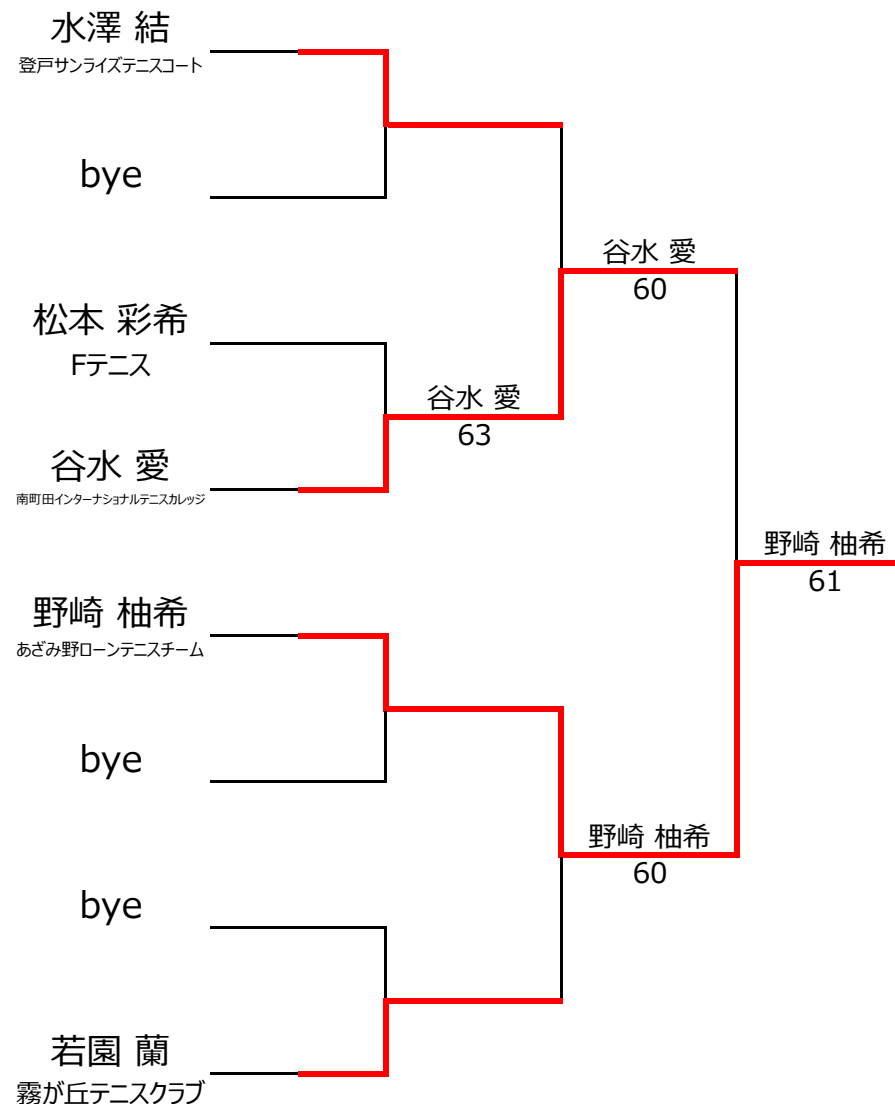 水澤 結
登戸サンライズテニスコート
bye
松本 彩希
Fテニス
谷水 愛
南町田インターナショナルテニスカレッジ
野崎 柚希
あざみ野ローンテニスチーム
bye
bye
若園 蘭
霧が丘テニスクラブ
谷水 愛
63
谷水 愛
60
野崎 柚希
60
野崎 柚希
61